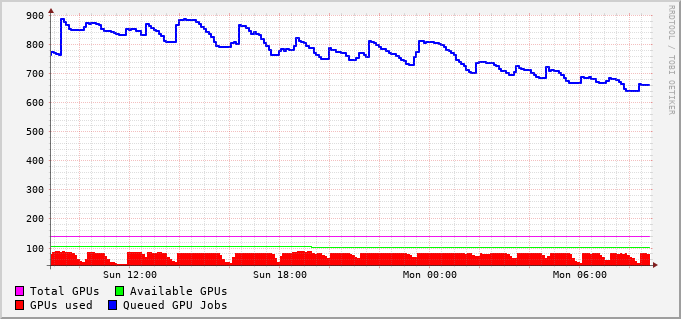 900
800
700
600
500
400
300
200
100
Sun 12:00 Sun 18:00 Mon 00:00 Mon 06:00
Total GPUs Available GPUs
GPUs used Queued GPU Jobs
RRDTOOL / TOBI OETIKER